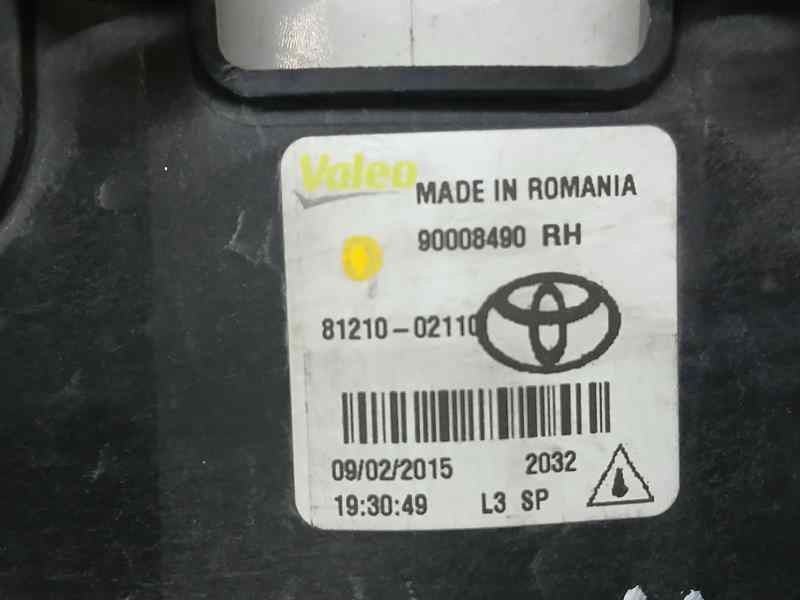 Valeo
MADE IN ROMANIA
90008490 RH
81210-02110
09/02/2015 2032
19:30:49 L3 SP